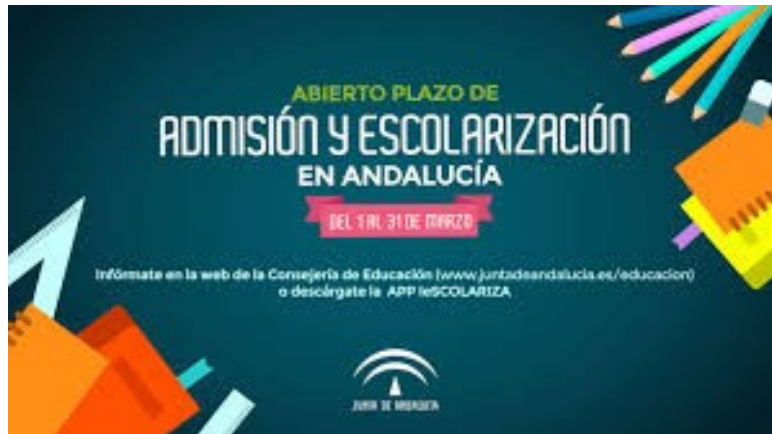 ABIERTO PLAZO DE
ADMISIÓN Y ESCOLARIZACIÓN
EN ANDALUCÍA
DEL 1 AL 31 DE MARZO
Infórmate en la web de la Consejería de Educación (www.juntadeandalucia.es/educacion)
o descárgate la APP IeSCOLARIZA
JUNTA DE ANDALUCIA